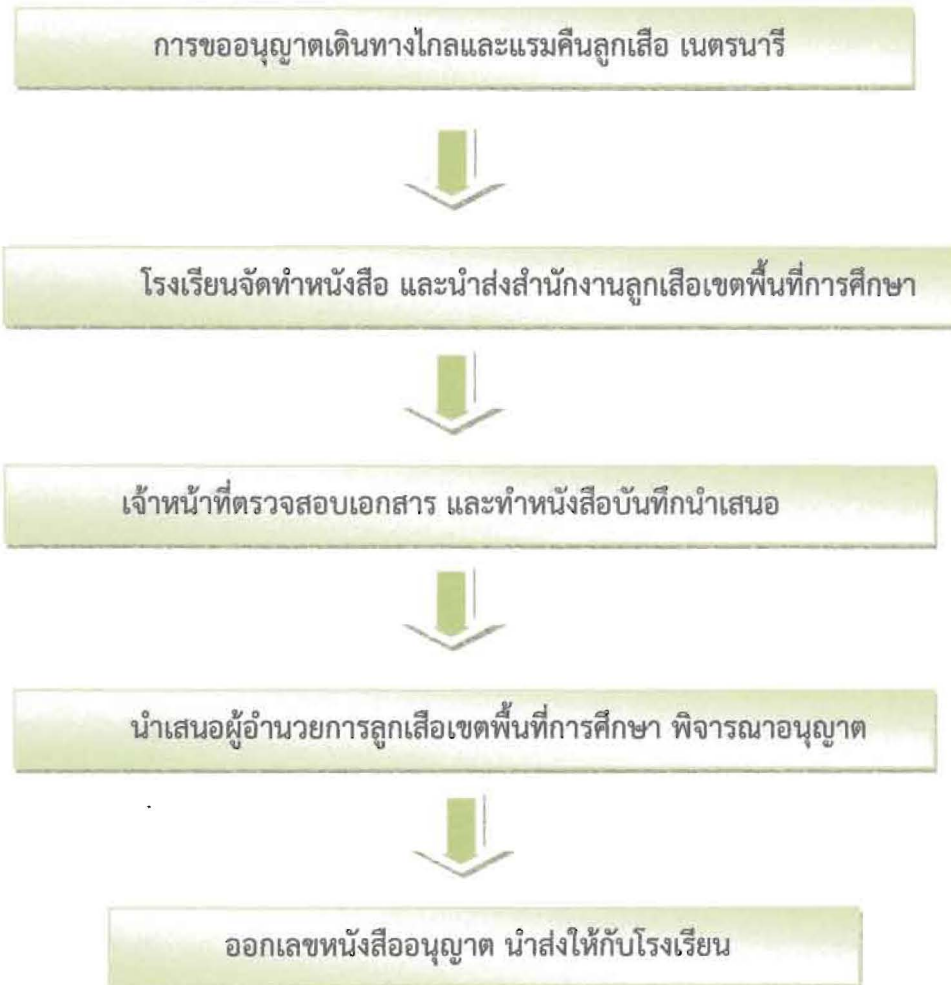 การขออนุญาตเดินทางไกลและแรมคืนลูกเสือ เนตรนารี
โรงเรียนจัดทำหนังสือ และนำส่งสำนักงานลูกเสือเขตพื้นที่การศึกษา
เจ้าหน้าที่ตรวจสอบเอกสาร และทำหนังสือบันทึกนำเสนอ
นำเสนอผู้อำนวยการลูกเสือเขตพื้นที่การศึกษา พิจารณาอนุญาต
ออกเลขหนังสืออนุญาต นำส่งให้กับโรงเรียน